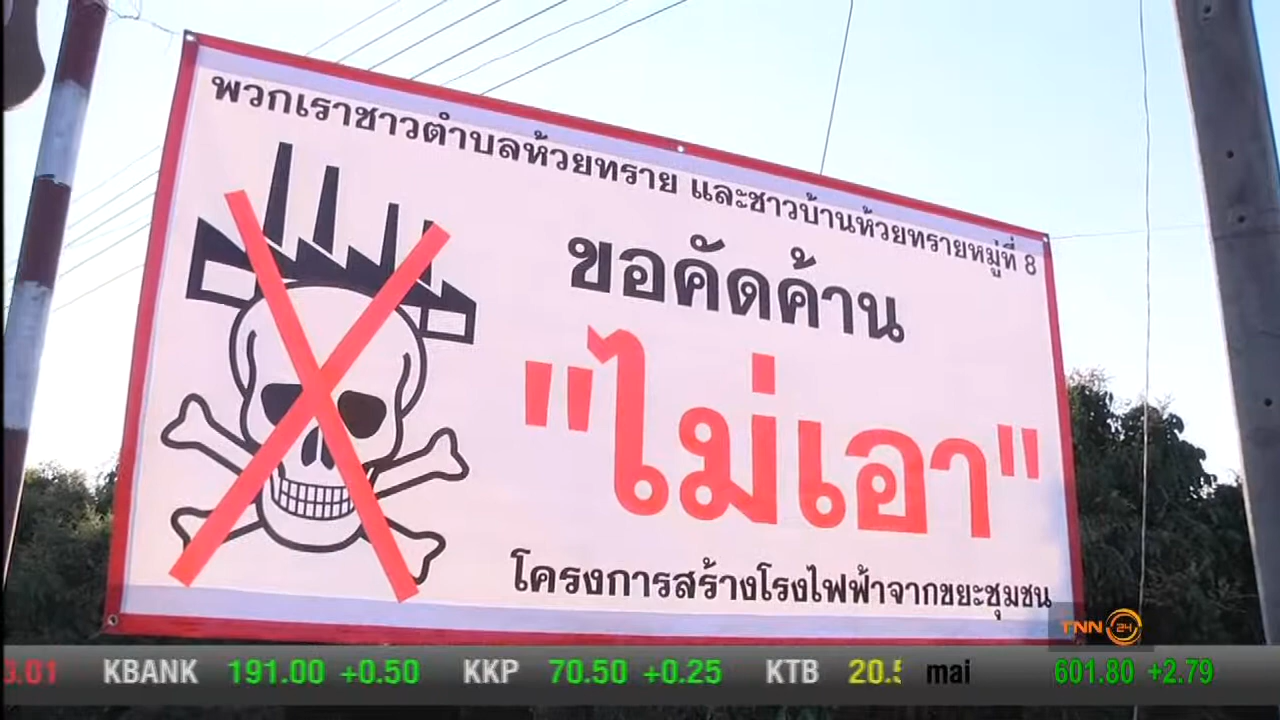 พวกเราชาวตำบลห้วยทราย และชาวบ้านห้วยทรายหมู่ที่ 8
ขอคัดค้าน
"ไม่เอา"
โครงการสร้างโรงไฟฟ้าจากขยะชุมชน
TNN 24
KBANK 191.00 +0.50 KKP 70.50 +0.25 KTB mai 601.80 +2.79